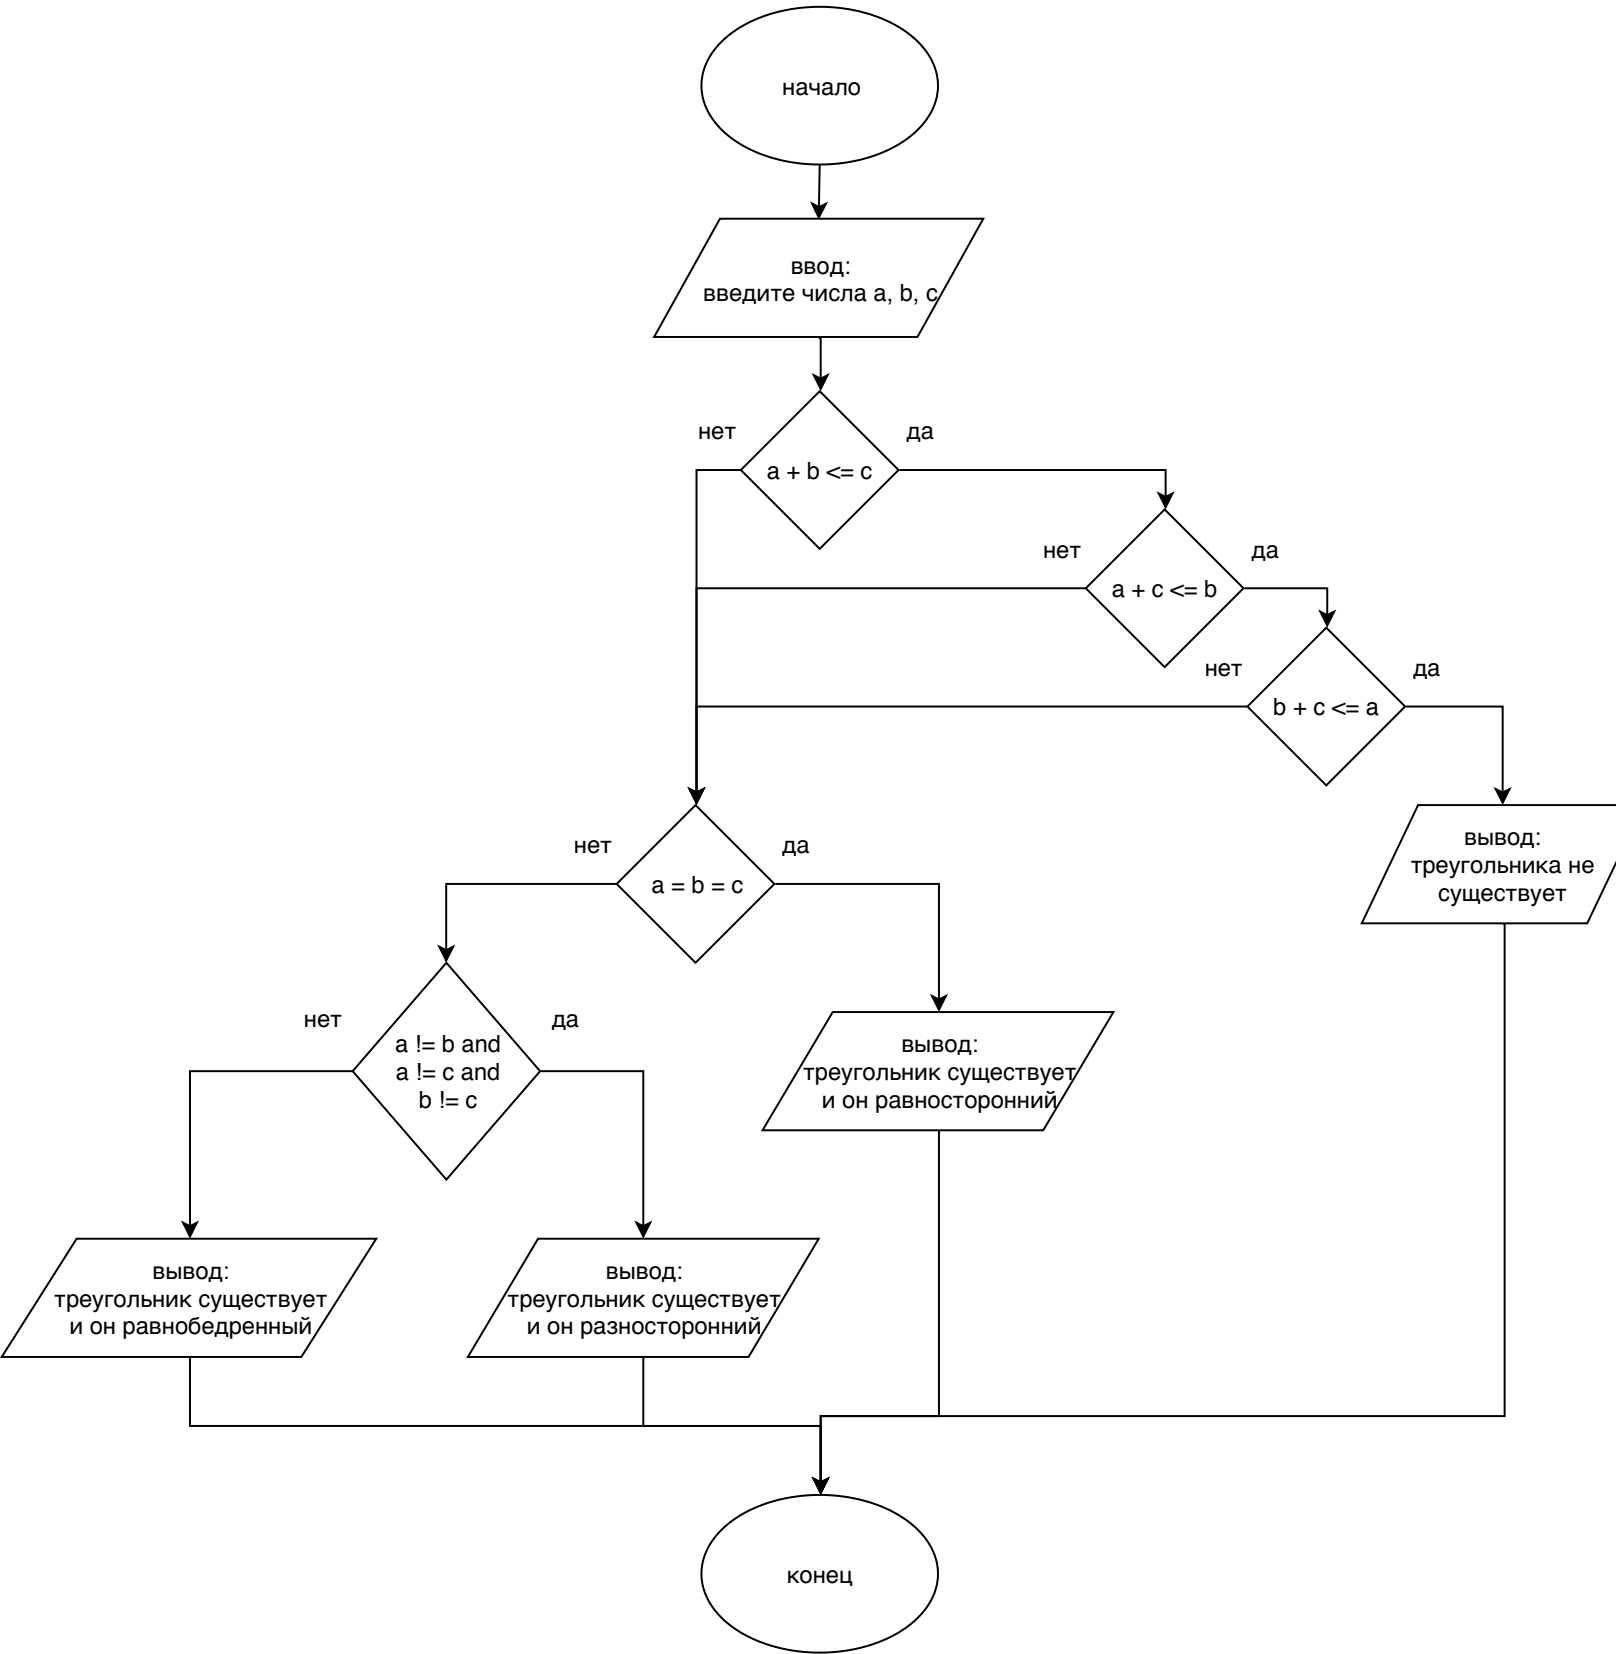 начало
ввод:
введите числа a, b, c
нет
да
a + b <= c
нет
да
a + c <= b
нет
да
b + c <= a
нет
да
a = b = c
вывод:
треугольника не
существует
нет
да
a != b and
a != c and
b != c
вывод:
треугольник существует
и он равносторонний
вывод:
треугольник существует
и он равнобедренный
вывод:
треугольник существует
и он разносторонний
конец